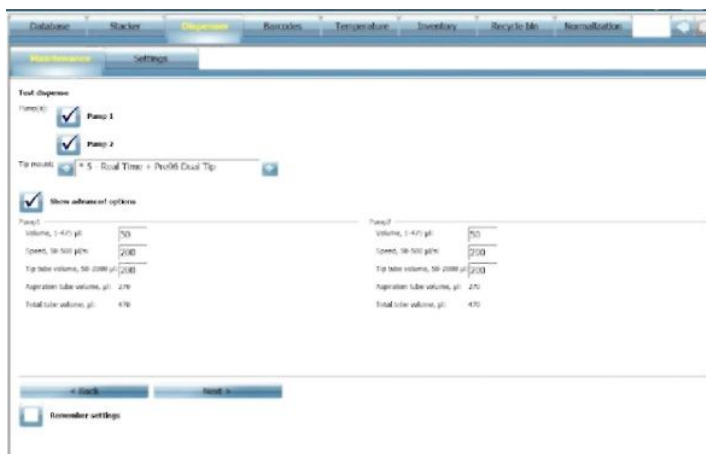 Database Stacker Dispenser Barcodes Temperature Inventory Recycle bin Normalization
Maintenance Settings
Test dispense
Pump(s):
Pump 1
Pump 2
Tip mount: * 5 - Real Time + Pre06 Dual Tip
Show advanced options
Pump1 Pump2
Volume, 1-475 µl: 50 Volume, 1-475 µl: 50
Speed, 50-500 µl/s: 200 Speed, 50-500 µl/s: 200
Tip tube volume, 50-2000 µl: 200 Tip tube volume, 50-2000 µl: 200
Aspiration tube volume, µl: 270 Aspiration tube volume, µl: 270
Total tube volume, µl: 470 Total tube volume, µl: 470
< Back Next >
Remember settings